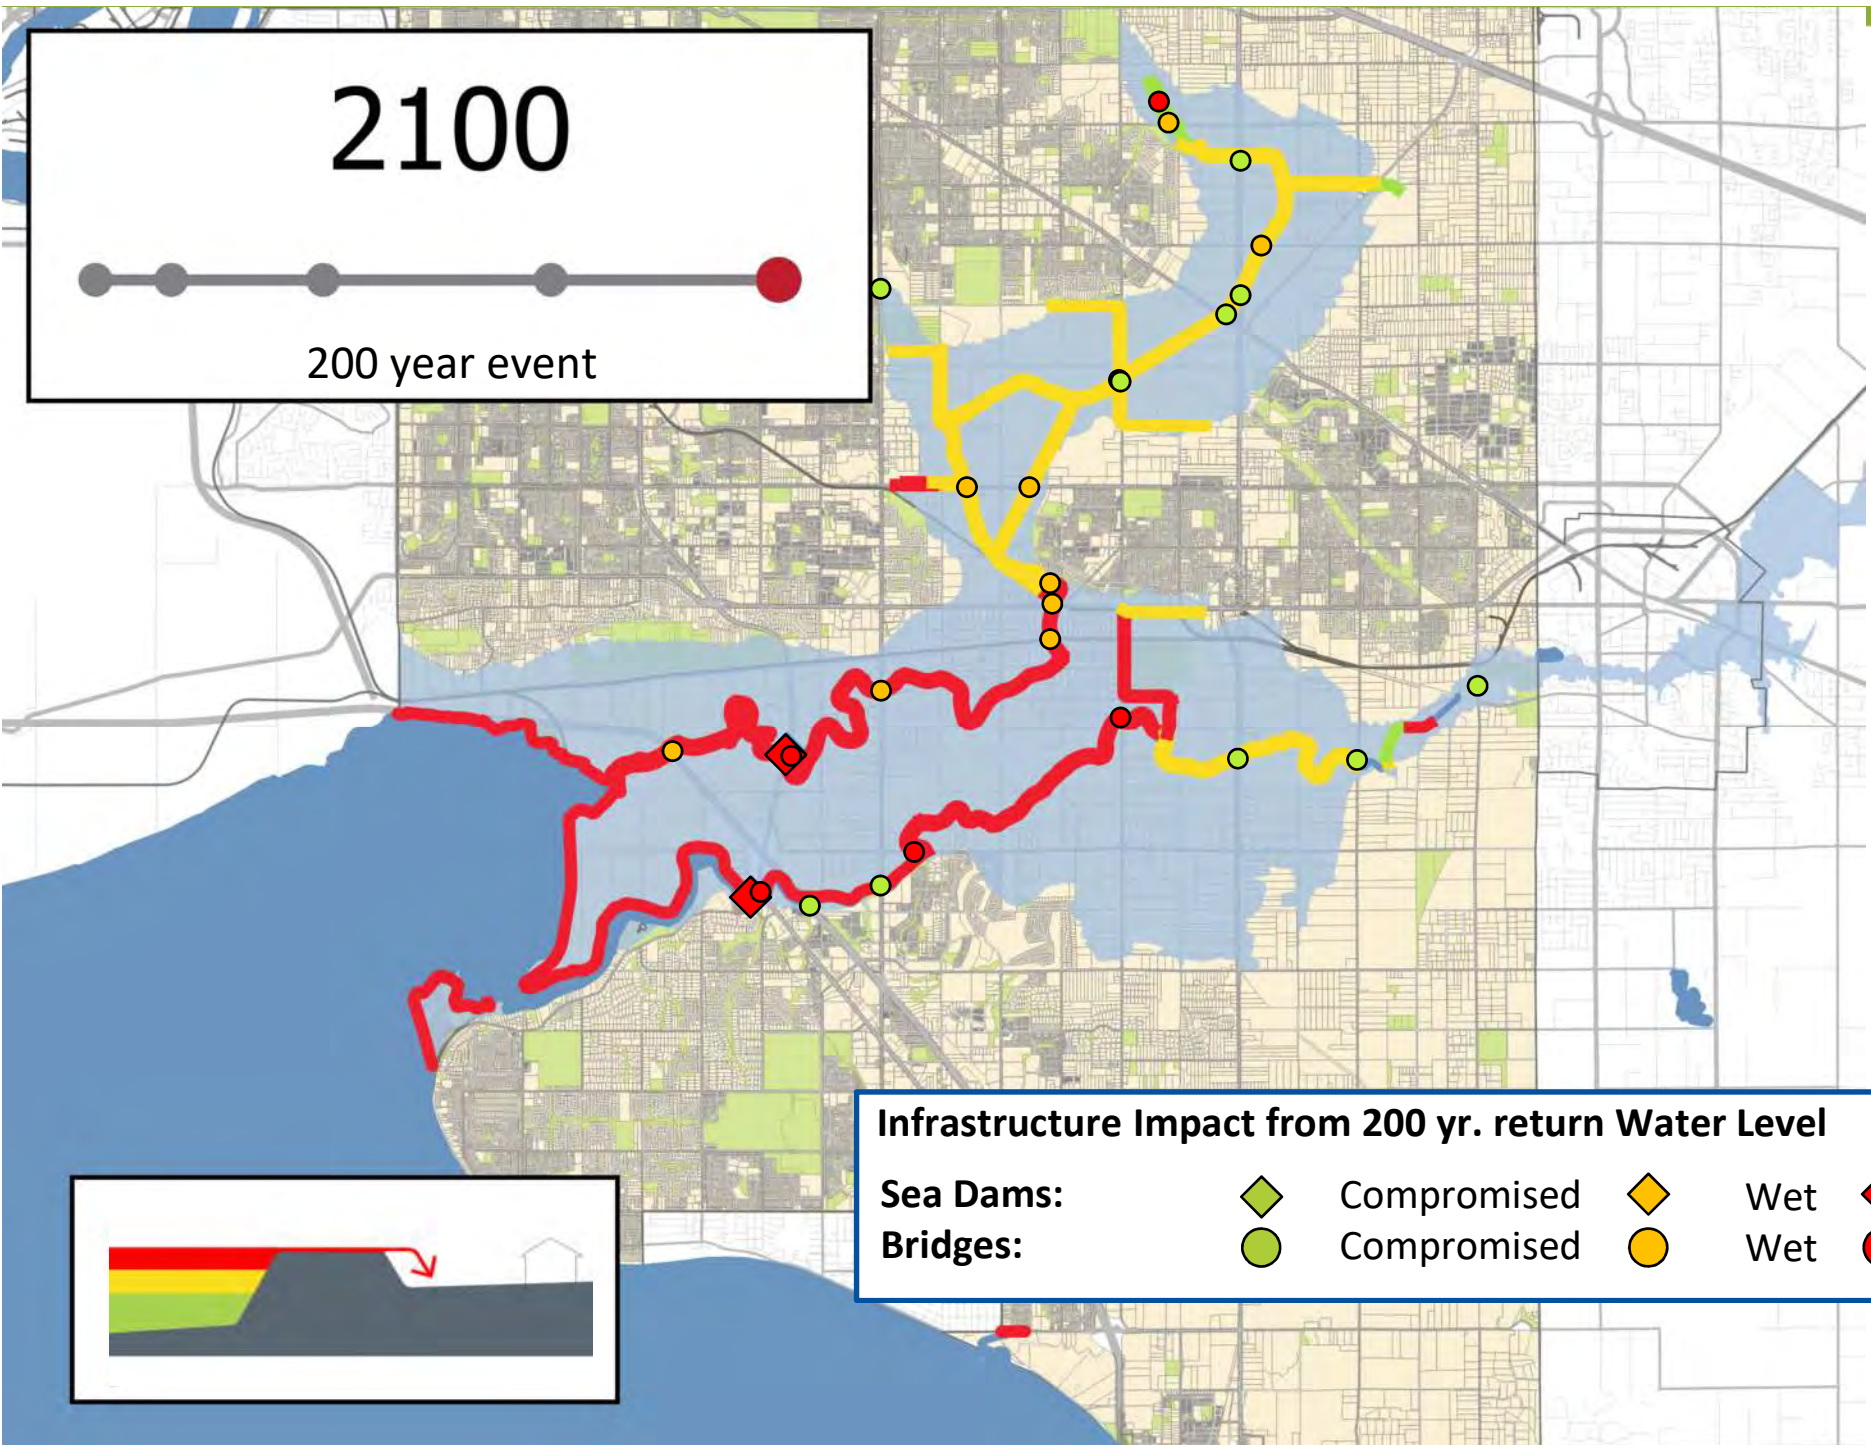 2100
200 year event
Infrastructure Impact from 200 yr. return Water Level
Sea Dams: Compromised Wet
Bridges: Compromised Wet